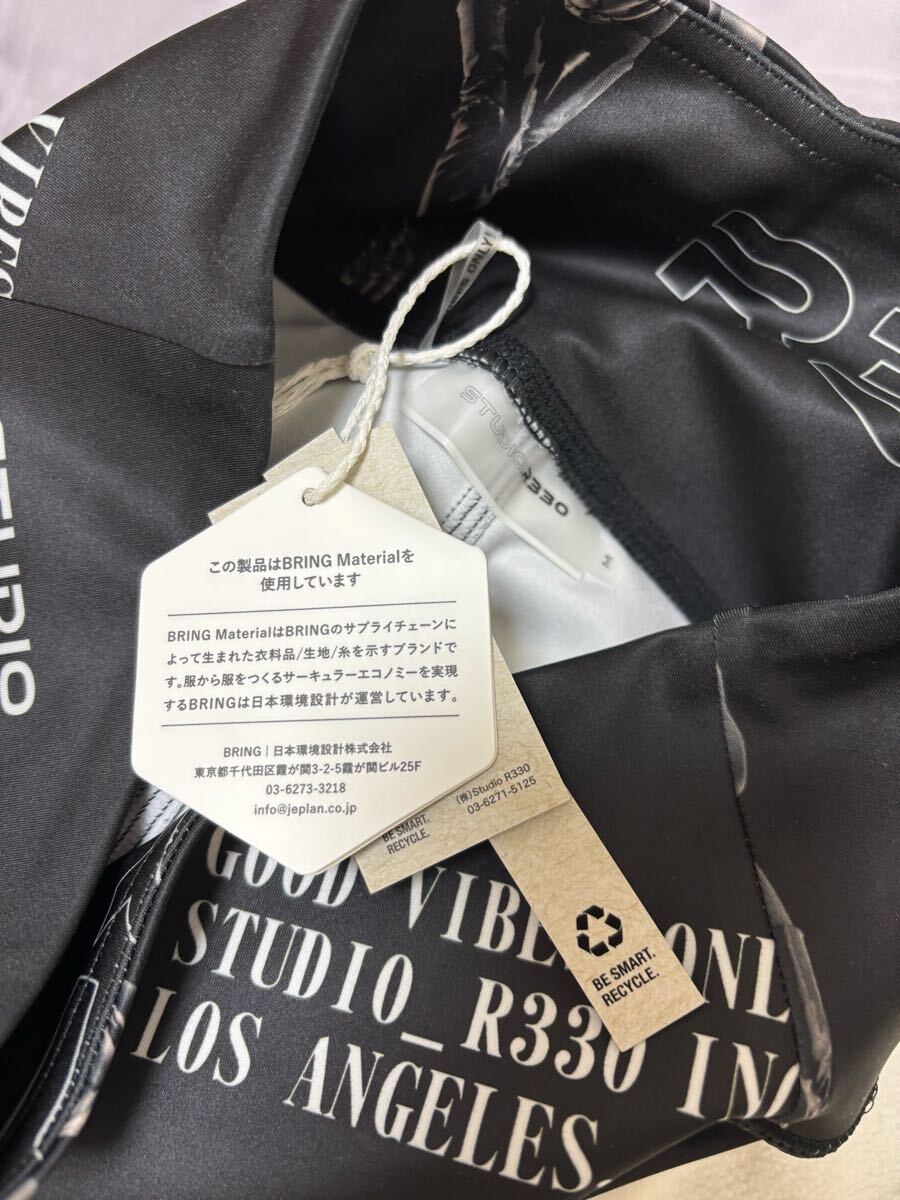 VIBES
STUDIO
ONLY!
STUDIOR330
M
この製品はBRING Materialを
使用しています
BRING MaterialはBRINGのサプライチェーンに
よって生まれた衣料品/生地/糸を示すブランドで
す。服から服をつくるサーキュラーエコノミーを実現
するBRINGは日本環境設計が運営しています。
BRING | 日本環境設計株式会社
東京都千代田区霞が関3-2-5霞が関ビル25F
03-6273-3218
info@jeplan.co.jp
(株)Studio R330
03-6271-5125
BE SMART.
RECYCLE.
BE SMART.
RECYCLE.
GOOD VIBES ONL
STUDIO_R330 IN
LOS ANGELES.